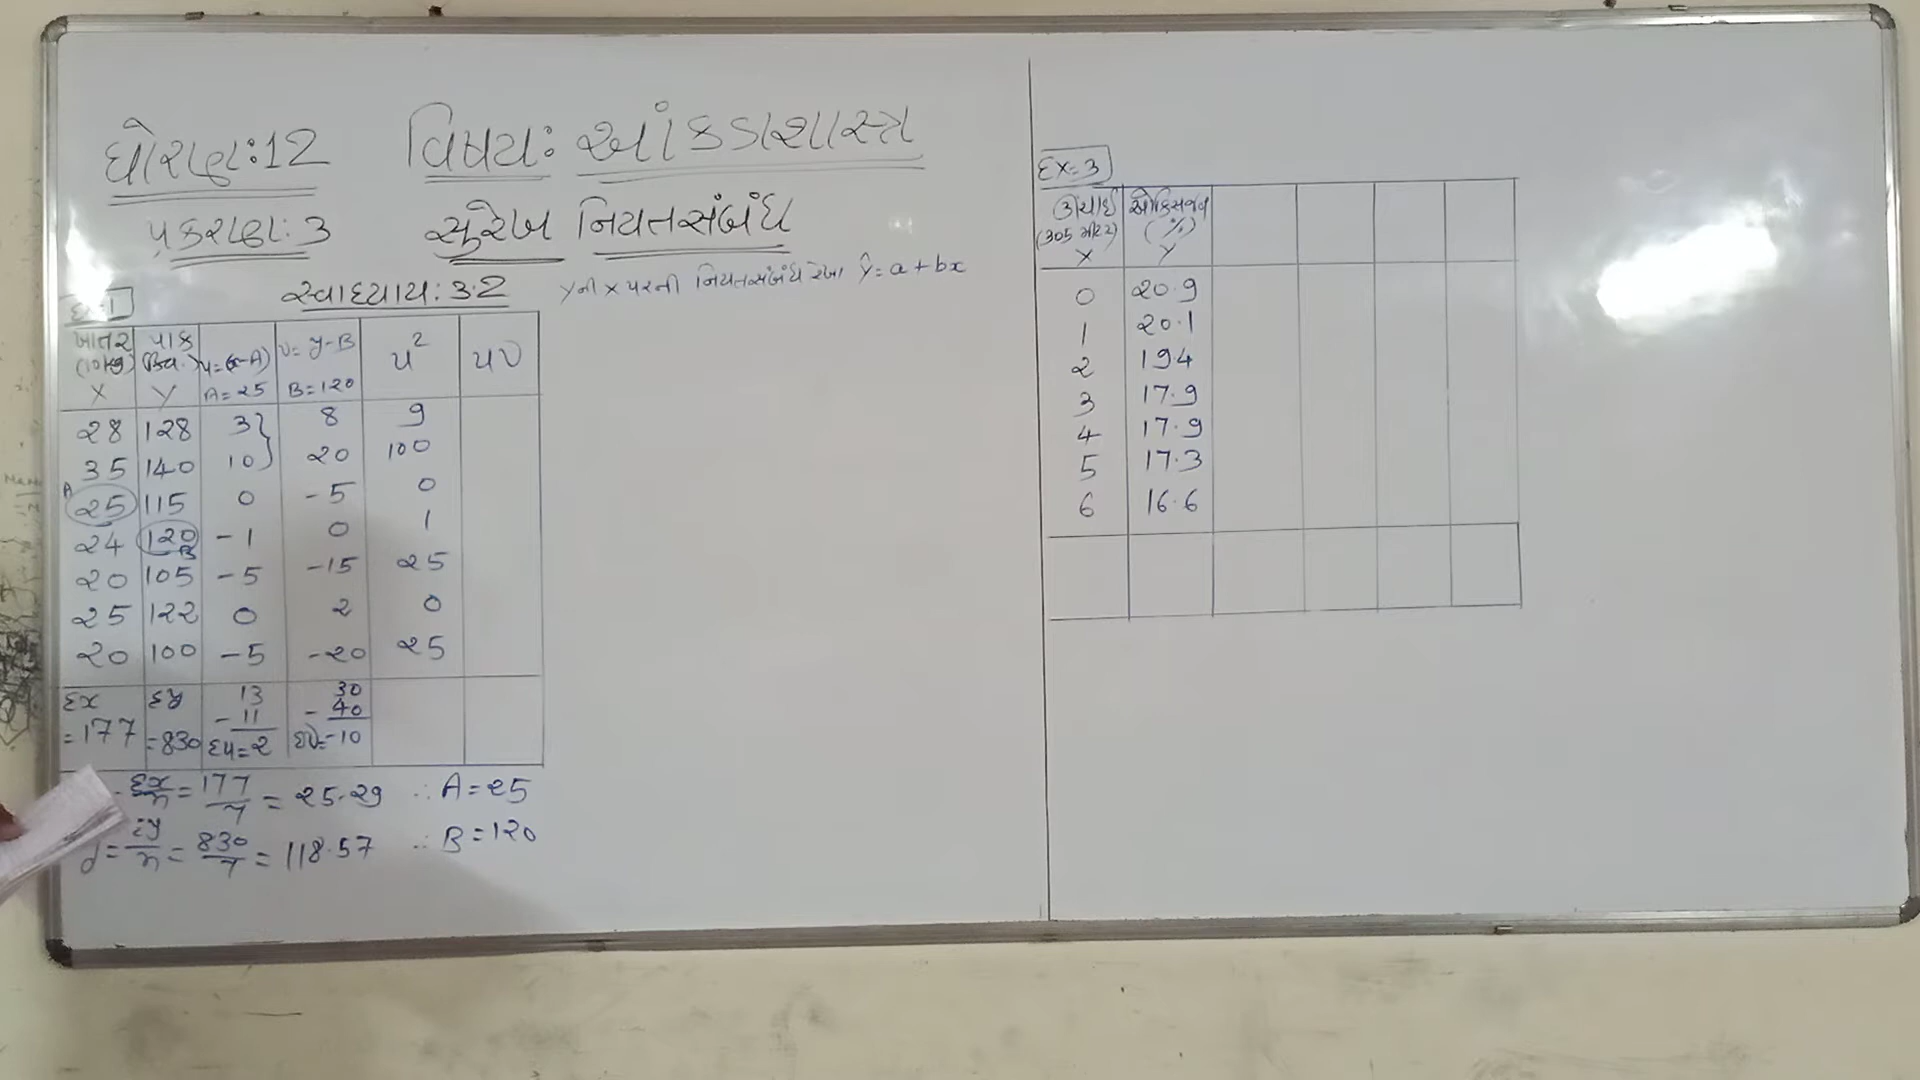 ધોરણ:12 વિષય: આંકડાશાસ્ત્ર
પ્રકરણ: 3 સુરેખ નિયતસંબંધ
સ્વાધ્યાય: 3.2 Yની X પરની નિયતસંબંધ રેખા ŷ = a + bx
Ex-1
ખાતર પાક u=(x-A) v= y-B u² uv
(10 kg) (ક્વિ.) A=25 B=120
X Y
28 128 3 8 9
35 140 10 20 100
A 25 115 0 -5 0
24 120 B -1 0 1
20 105 -5 -15 25
25 122 0 2 0
20 100 -5 -20 25
Σx Σy 13 30
- 11 - 40
=177 =830 Σu=2 Σv=-10
Σx/n = 177/7 = 25.29 ∴ A=25
Σy/n = 830/7 = 118.57 ∴ B=120
Ex-3
ઊંચાઈ ઓક્સિજન
(305 મીટર) (%)
X Y
0 20.9
1 20.1
2 19.4
3 17.9
4 17.9
5 17.3
6 16.6